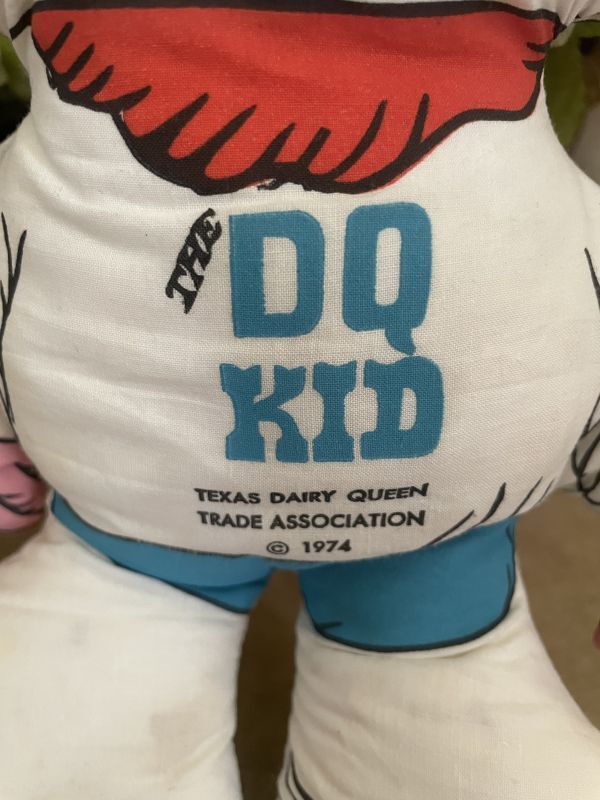 THE DQ
KID
TEXAS DAIRY QUEEN
TRADE ASSOCIATION
© 1974